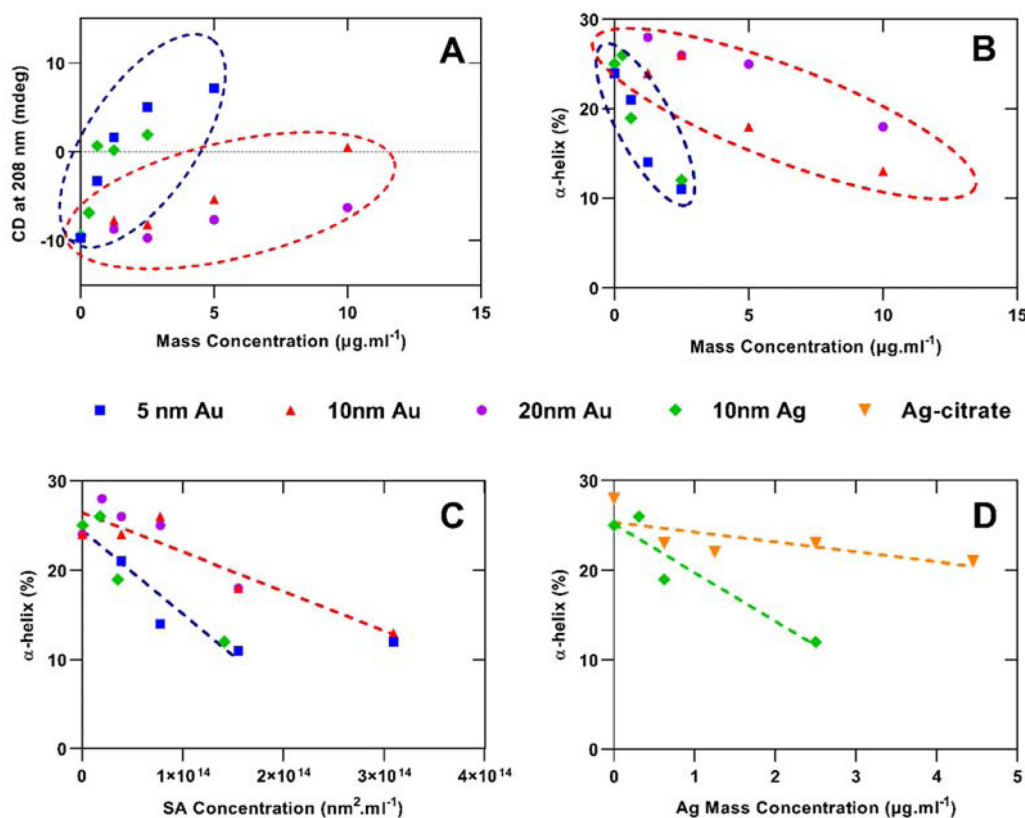 A
CD at 208 nm (mdeg)
10
0
-10
0 5 10 15
Mass Concentration (µg.ml⁻¹)
B
α-helix (%)
30
20
10
0
0 5 10 15
Mass Concentration (µg.ml⁻¹)
5 nm Au 10nm Au 20nm Au 10nm Ag Ag-citrate
C
α-helix (%)
30
20
10
0
0 1×10¹⁴ 2×10¹⁴ 3×10¹⁴ 4×10¹⁴
SA Concentration (nm².ml⁻¹)
D
α-helix (%)
30
20
10
0
0 1 2 3 4 5
Ag Mass Concentration (µg.ml⁻¹)